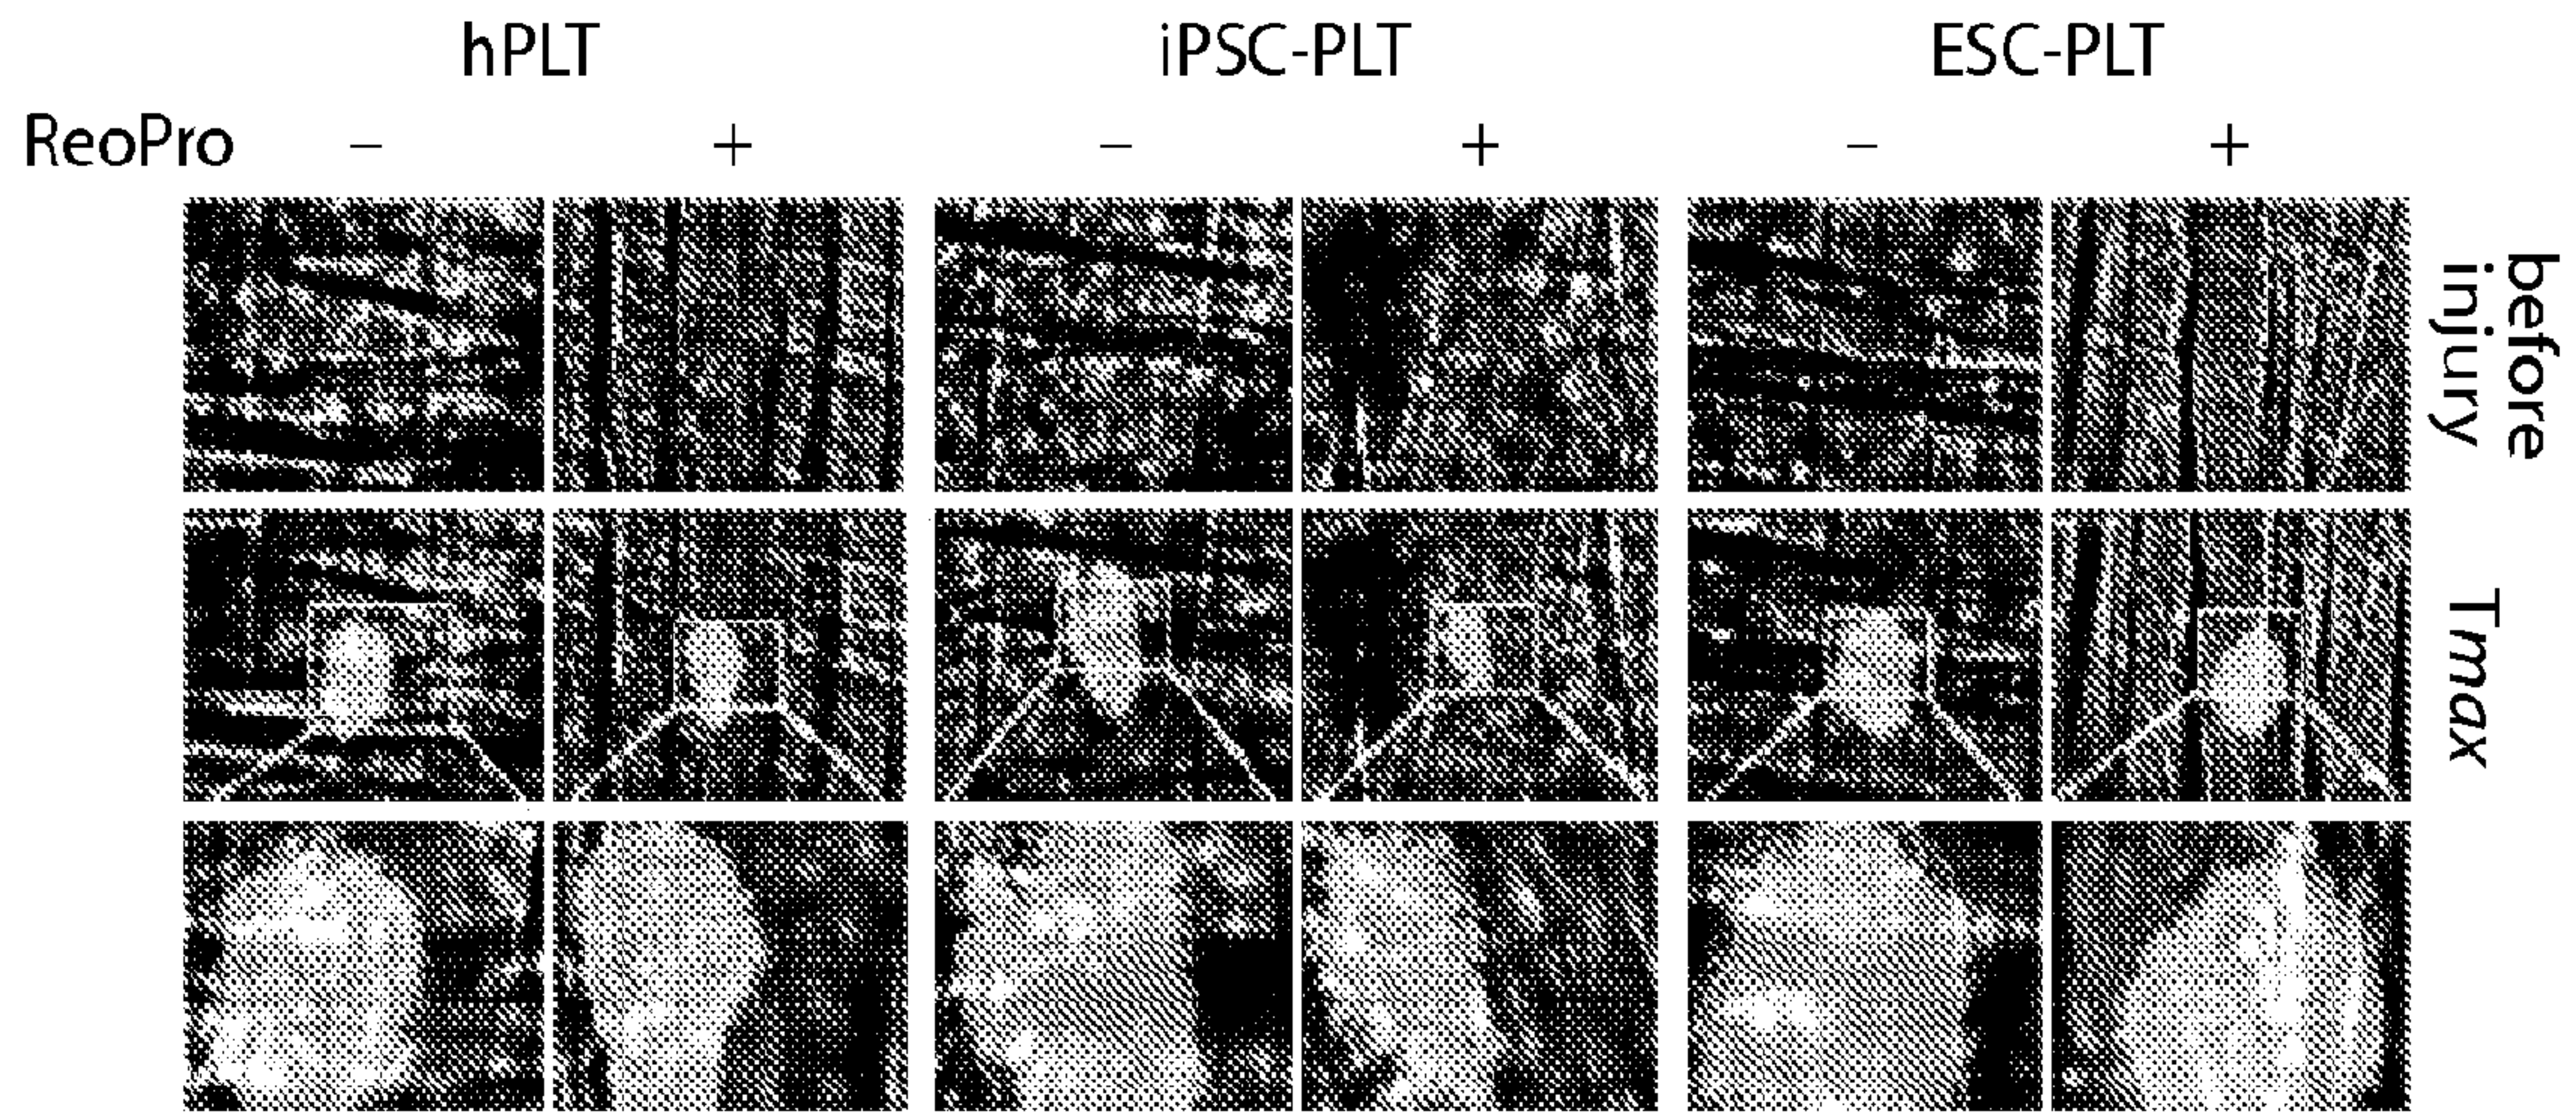 hPLT iPSC-PLT ESC-PLT
ReoPro − + − + − +
before
injury
Tmax